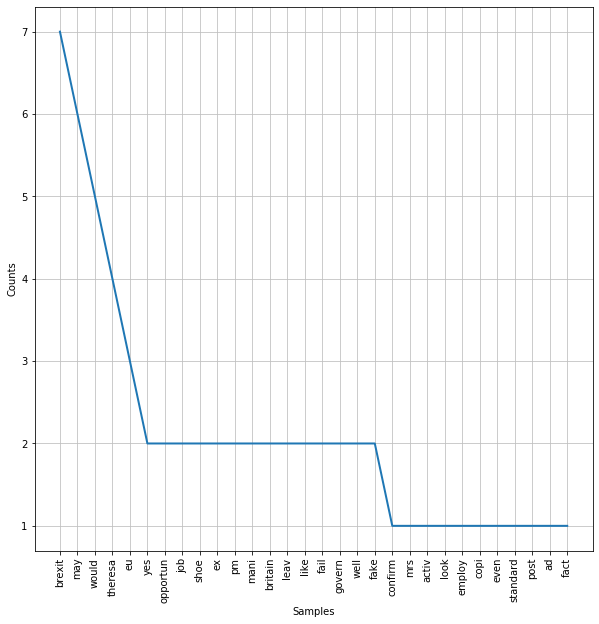 7
6
5
4
3
2
1
Counts
brexit
may
would
theresa
eu
yes
opportun
job
shoe
ex
pm
mani
britain
leav
like
fail
govern
well
fake
confirm
mrs
activ
look
employ
copi
even
standard
post
ad
fact
Samples